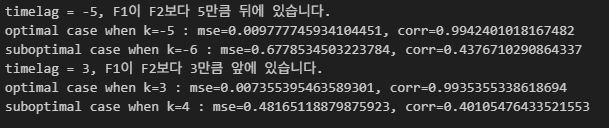 timelag = -5, F1이 F2보다 5만큼 뒤에 있습니다.
optimal case when k=-5 : mse=0.009777745934104451, corr=0.9942401018167482
suboptimal case when k=-6 : mse=0.6778534503223784, corr=0.4376710290864337
timelag = 3, F1이 F2보다 3만큼 앞에 있습니다.
optimal case when k=3 : mse=0.007355395463589301, corr=0.9935355338618694
suboptimal case when k=4 : mse=0.48165118879875923, corr=0.40105476433521553